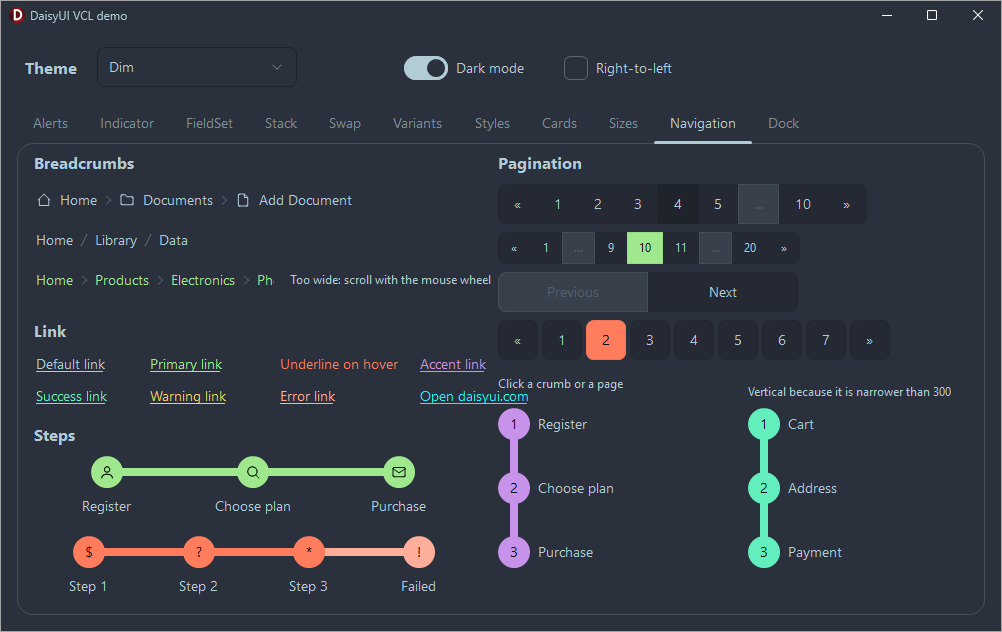 DaisyUI VCL demo
Theme
Dim
Dark mode
Right-to-left
Alerts Indicator FieldSet Stack Swap Variants Styles Cards Sizes Navigation Dock
Breadcrumbs
Home > Documents > Add Document
Home / Library / Data
Home > Products > Electronics > Ph
Too wide: scroll with the mouse wheel
Link
Default link Primary link Underline on hover Accent link
Success link Warning link Error link Open daisyui.com
Steps
Register Choose plan Purchase
$ ? * !
Step 1 Step 2 Step 3 Failed
Pagination
« 1 2 3 4 5 ... 10 »
« 1 ... 9 10 11 ... 20 »
Previous Next
« 1 2 3 4 5 6 7 »
Click a crumb or a page
1 Register
2 Choose plan
3 Purchase
Vertical because it is narrower than 300
1 Cart
2 Address
3 Payment